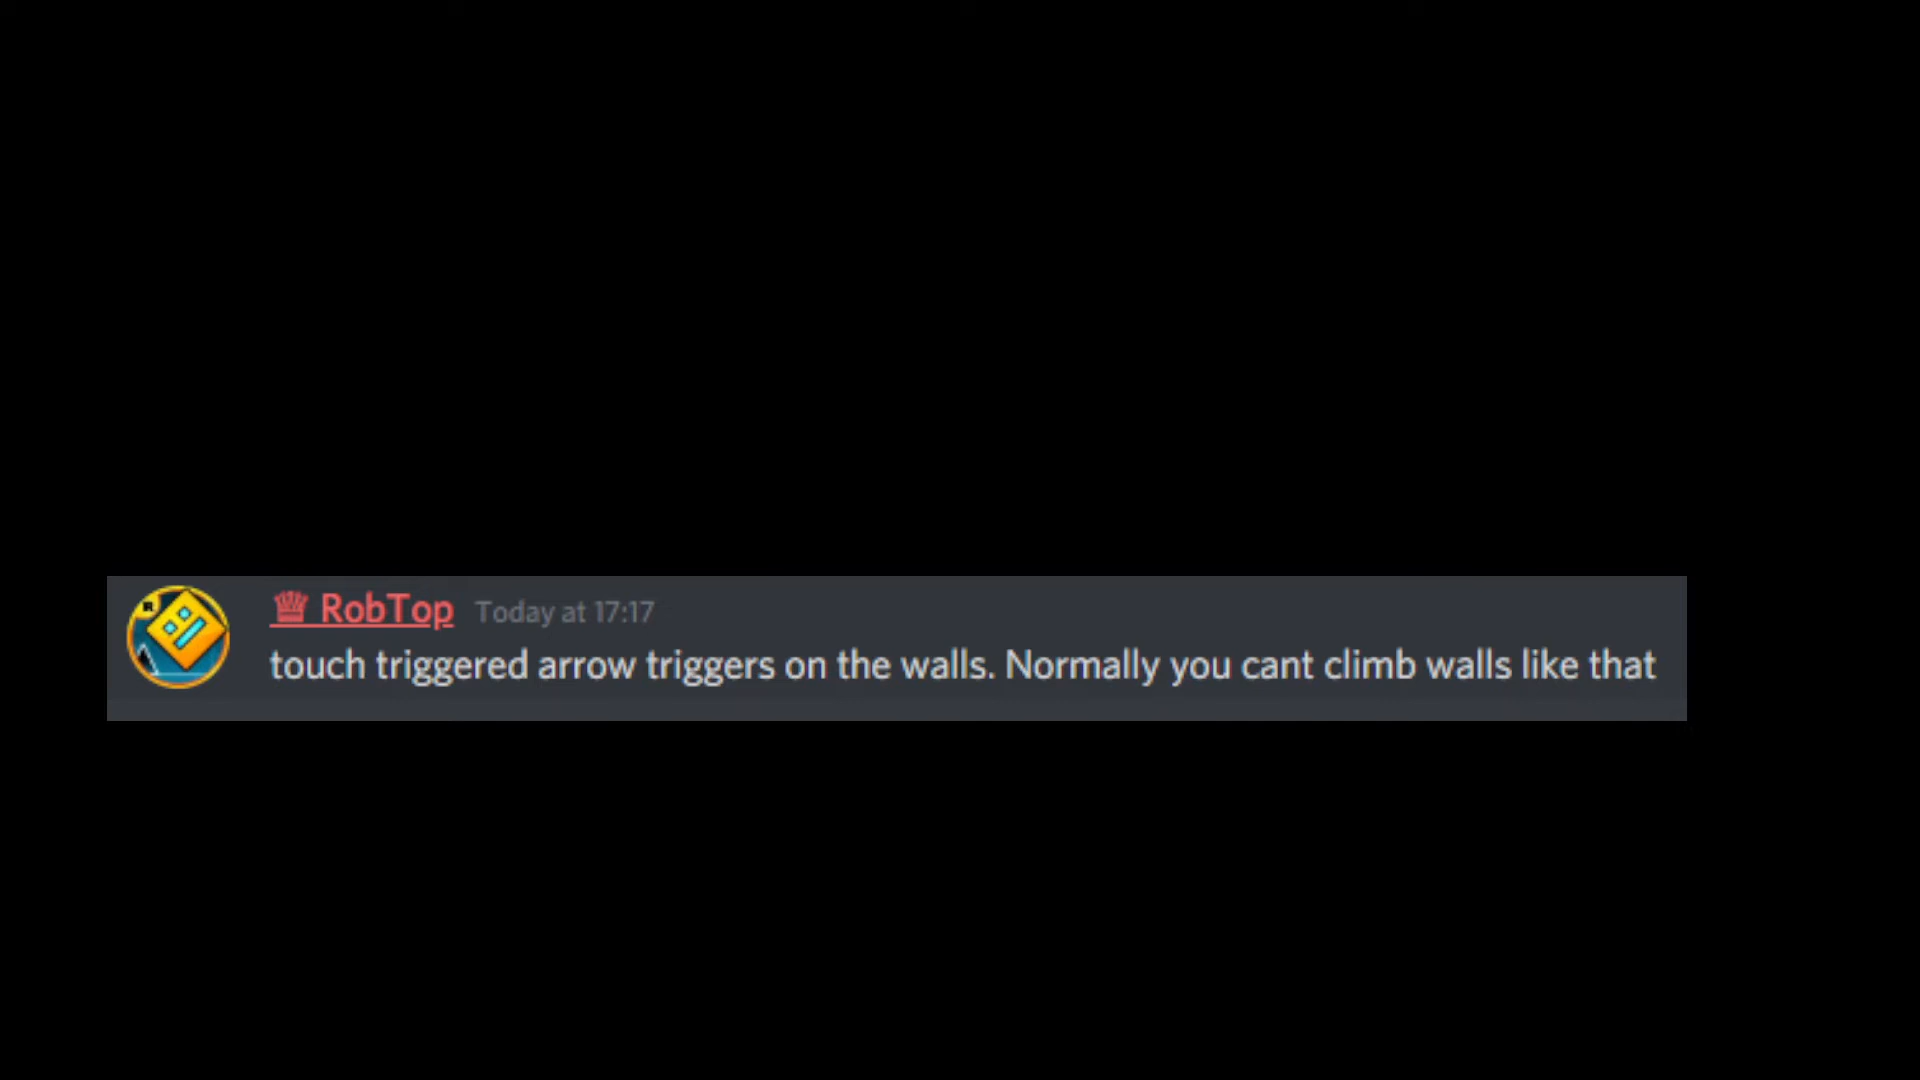 RobTop Today at 17:17
touch triggered arrow triggers on the walls. Normally you cant climb walls like that
R